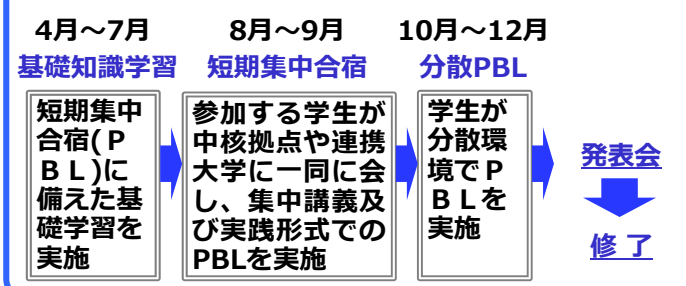 4月～7月
基礎知識学習
短期集中
合宿(Ｐ
ＢＬ)に
備えた基
礎学習を
実施
8月～9月
短期集中合宿
参加する学生が
中核拠点や連携
大学に一同に会
し、集中講義及
び実践形式での
PBLを実施
10月～12月
分散PBL
学生が
分散環
境でＰ
ＢＬを
実施
発表会
修 了